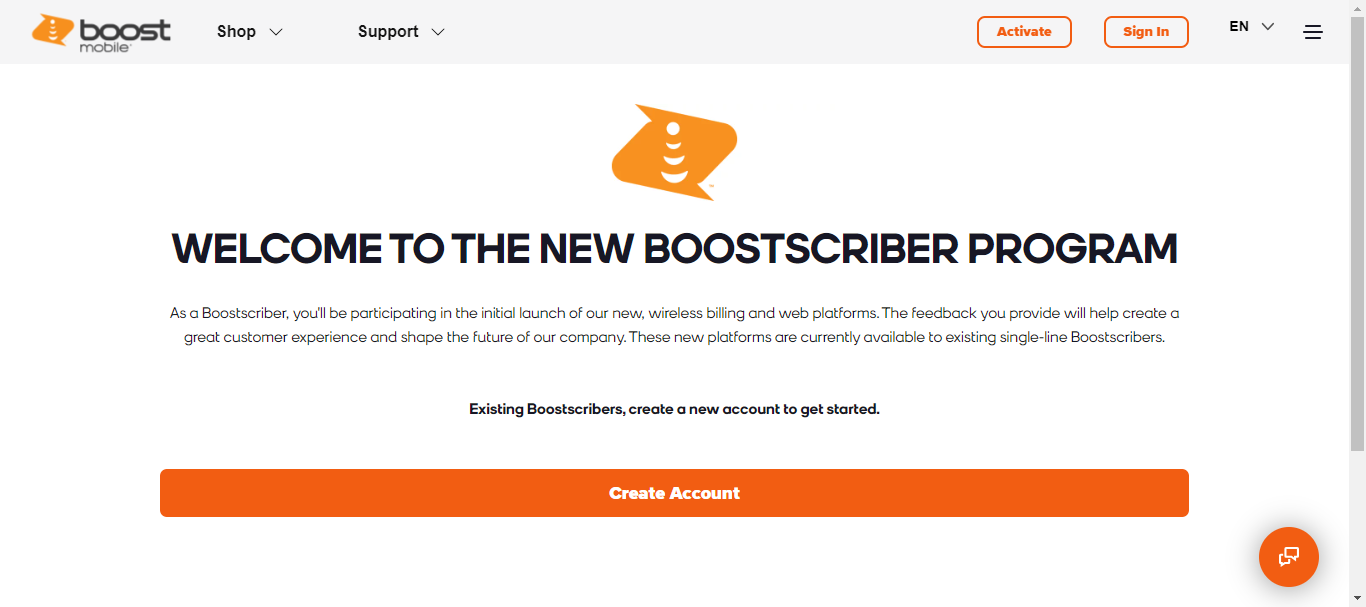 boost
mobile
Shop
Support
Activate
Sign In
EN
WELCOME TO THE NEW BOOSTSCRIBER PROGRAM
As a Boostscriber, you'll be participating in the initial launch of our new, wireless billing and web platforms. The feedback you provide will help create a
great customer experience and shape the future of our company. These new platforms are currently available to existing single-line Boostscribers.
Existing Boostscribers, create a new account to get started.
Create Account